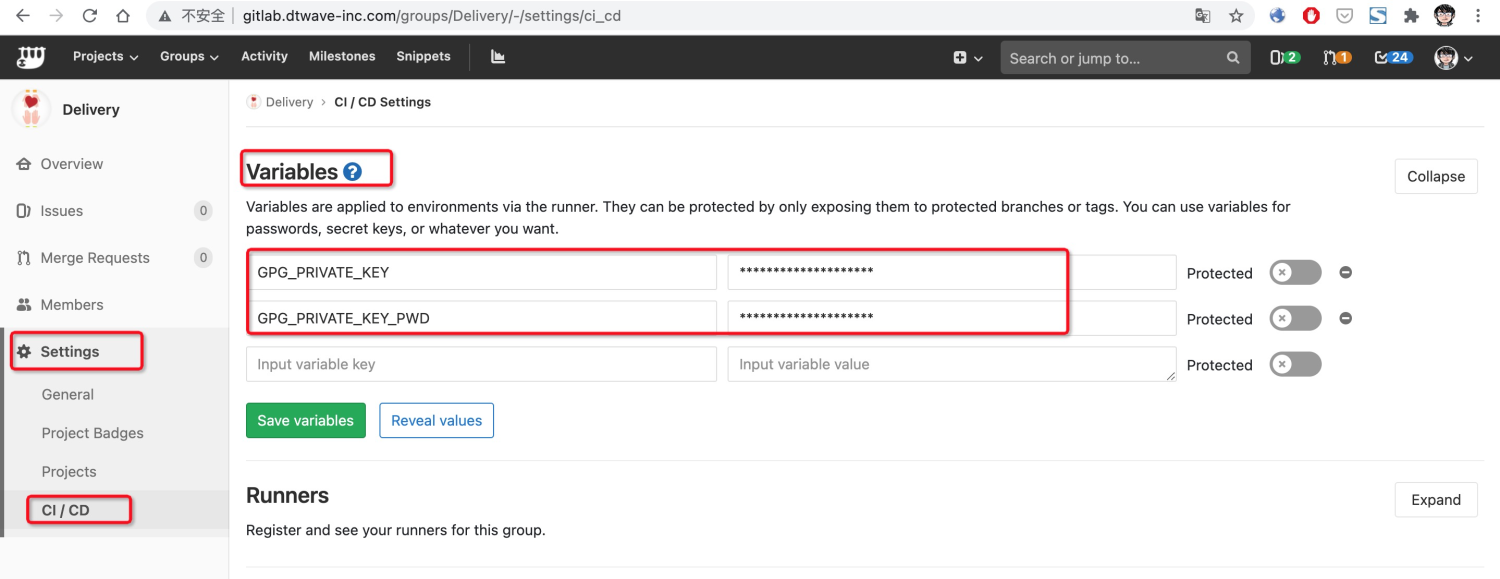 不安全 gitlab.dtwave-inc.com/groups/Delivery/-/settings/ci_cd
Projects Groups Activity Milestones Snippets Search or jump to... 2 1 24
Delivery
Overview
Issues 0
Merge Requests 0
Members
Settings
General
Project Badges
Projects
CI / CD
Delivery > CI / CD Settings
Variables ?
Collapse
Variables are applied to environments via the runner. They can be protected by only exposing them to protected branches or tags. You can use variables for
passwords, secret keys, or whatever you want.
GPG_PRIVATE_KEY ******************** Protected
GPG_PRIVATE_KEY_PWD ******************** Protected
Input variable key Input variable value Protected
Save variables Reveal values
Runners
Expand
Register and see your runners for this group.